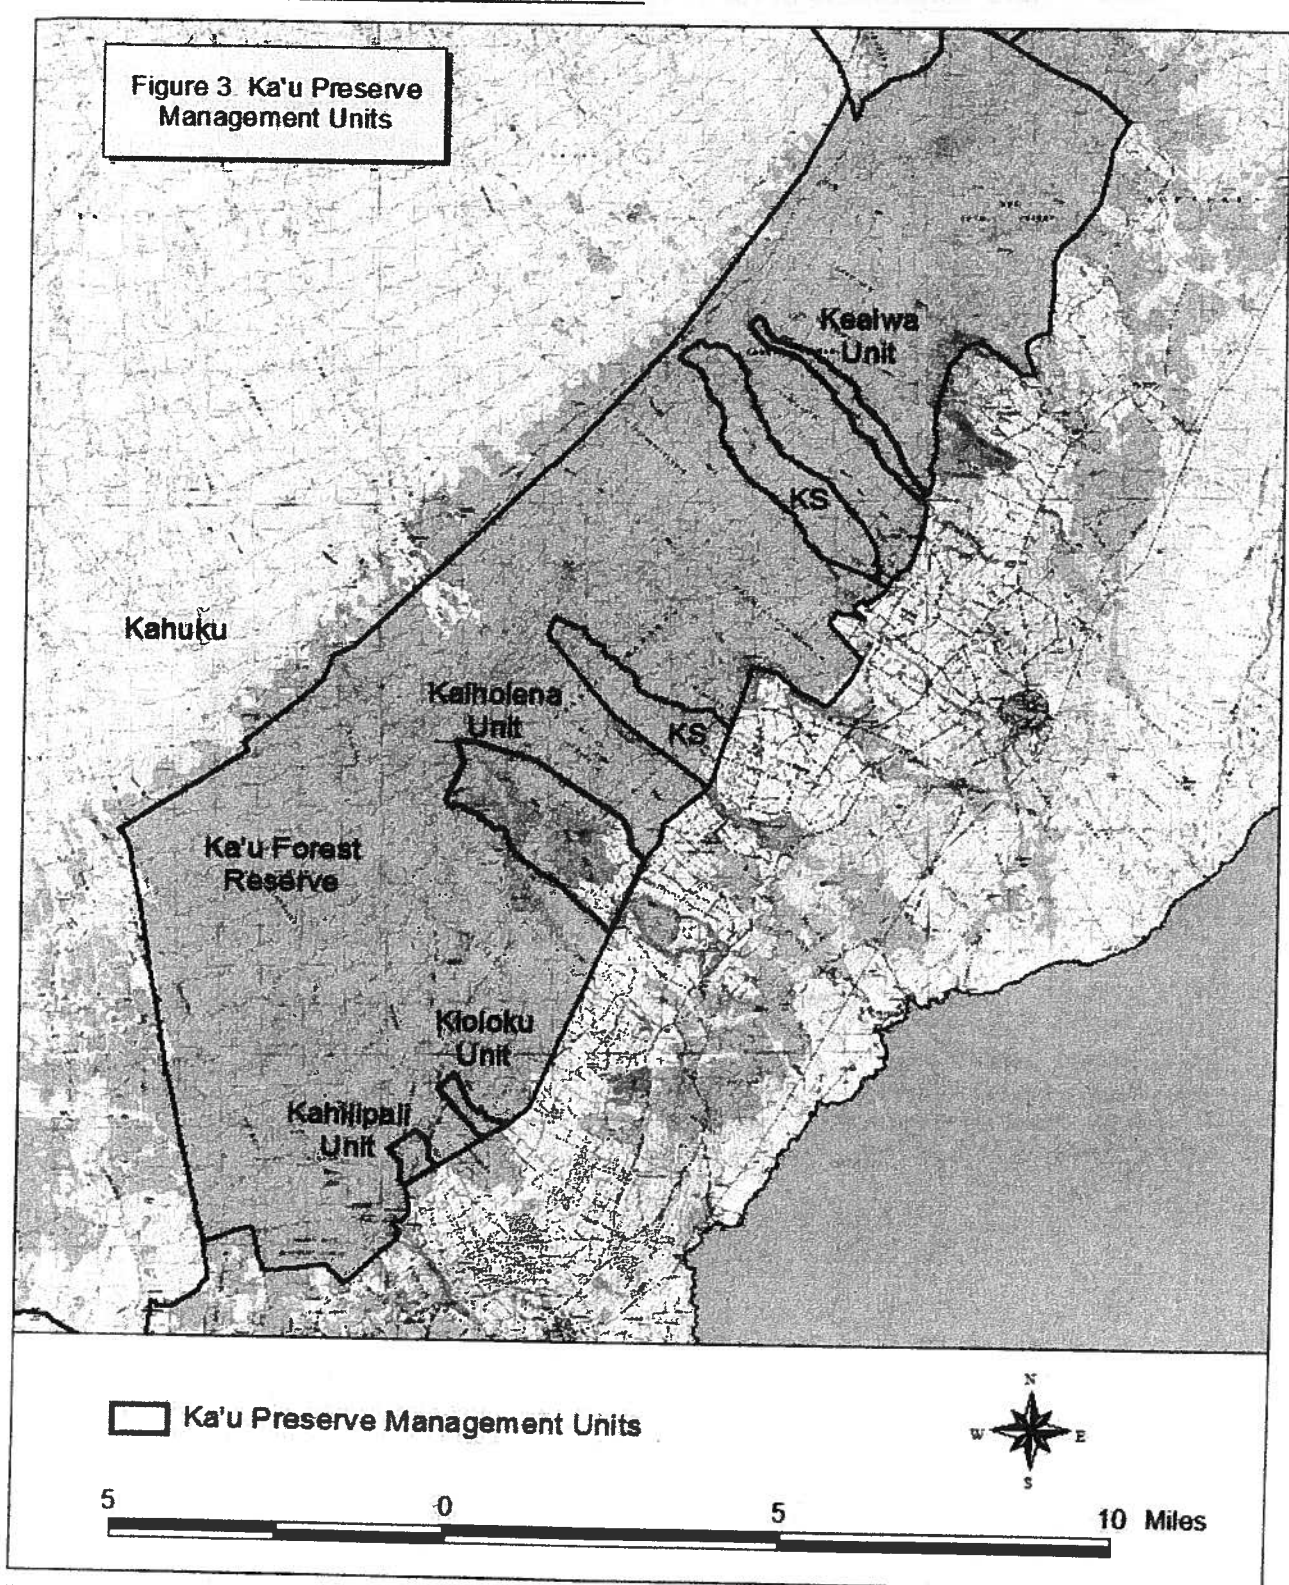 Figure 3. Ka'u Preserve
Management Units
Keaiwa
Unit
KS
Kahuku
Kaiholena
Unit
KS
Ka'u Forest
Reserve
Kioloku
Unit
Kahilipali
Unit
Ka'u Preserve Management Units
N
W
E
S
5
0
5
10 Miles